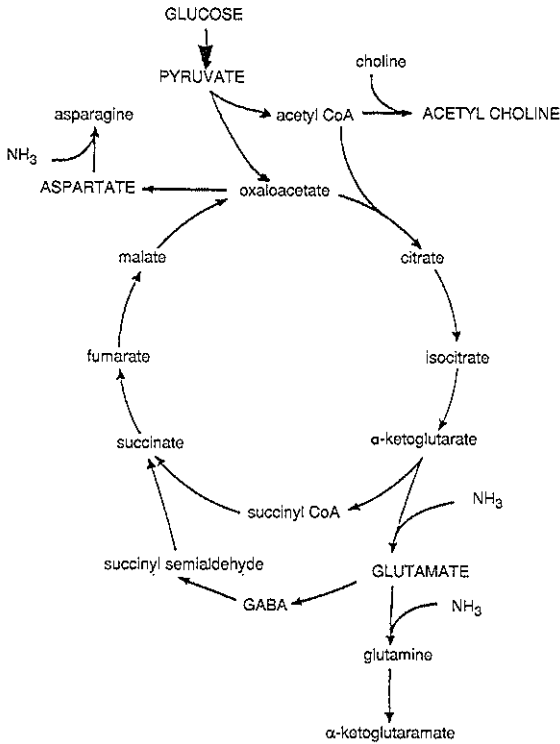 GLUCOSE
PYRUVATE
choline
asparagine
acetyl CoA
ACETYL CHOLINE
NH3
ASPARTATE
oxaloacetate
malate
citrate
fumarate
isocitrate
succinate
α-ketoglutarate
succinyl CoA
NH3
succinyl semialdehyde
GLUTAMATE
GABA
NH3
glutamine
α-ketoglutaramate